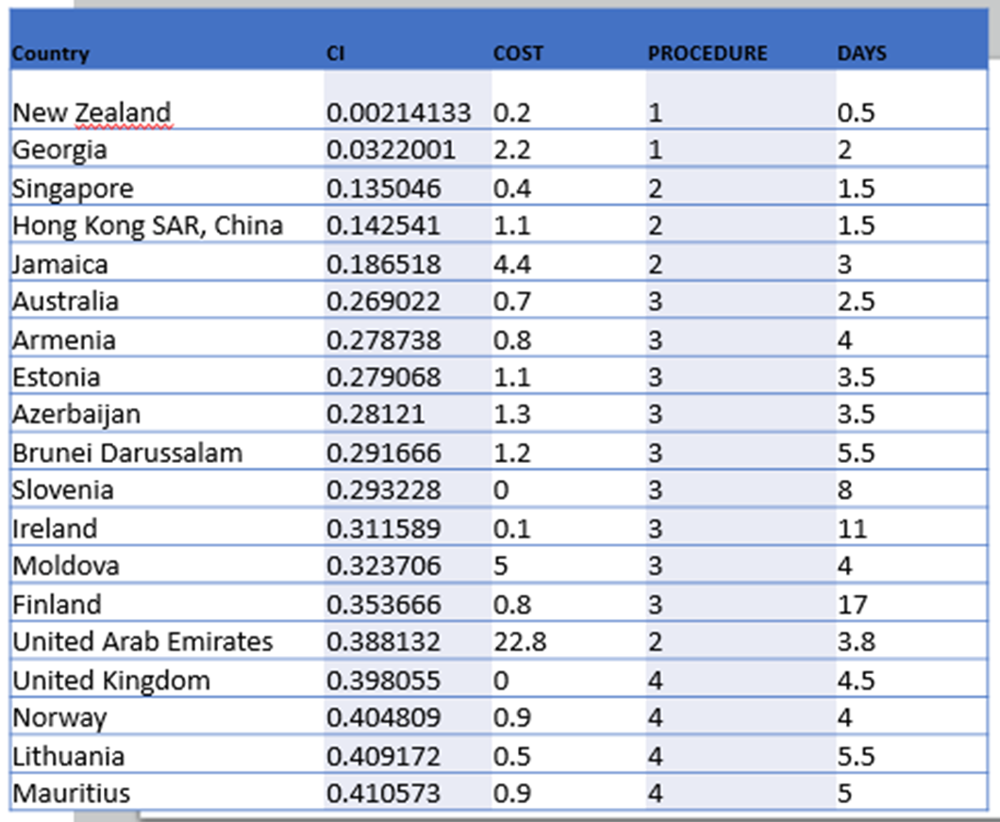 Country CI COST PROCEDURE DAYS
New Zealand 0.00214133 0.2 1 0.5
Georgia 0.0322001 2.2 1 2
Singapore 0.135046 0.4 2 1.5
Hong Kong SAR, China 0.142541 1.1 2 1.5
Jamaica 0.186518 4.4 2 3
Australia 0.269022 0.7 3 2.5
Armenia 0.278738 0.8 3 4
Estonia 0.279068 1.1 3 3.5
Azerbaijan 0.28121 1.3 3 3.5
Brunei Darussalam 0.291666 1.2 3 5.5
Slovenia 0.293228 0 3 8
Ireland 0.311589 0.1 3 11
Moldova 0.323706 5 3 4
Finland 0.353666 0.8 3 17
United Arab Emirates 0.388132 22.8 2 3.8
United Kingdom 0.398055 0 4 4.5
Norway 0.404809 0.9 4 4
Lithuania 0.409172 0.5 4 5.5
Mauritius 0.410573 0.9 4 5